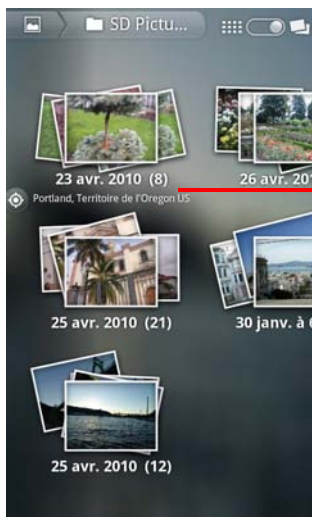 SD Pictu...
23 avr. 2010 (8)
26 avr. 201
Portland, Territoire de l'Oregon US
25 avr. 2010 (21)
30 janv. à 6
25 avr. 2010 (12)